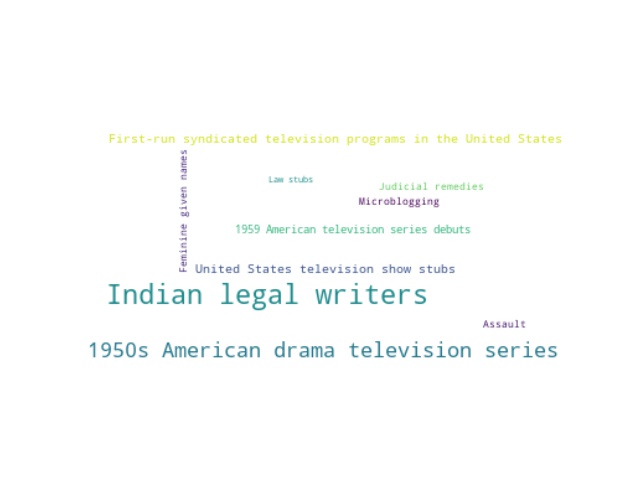 First-run syndicated television programs in the United States
Feminine given names
Law stubs
Judicial remedies
Microblogging
1959 American television series debuts
United States television show stubs
Indian legal writers
Assault
1950s American drama television series